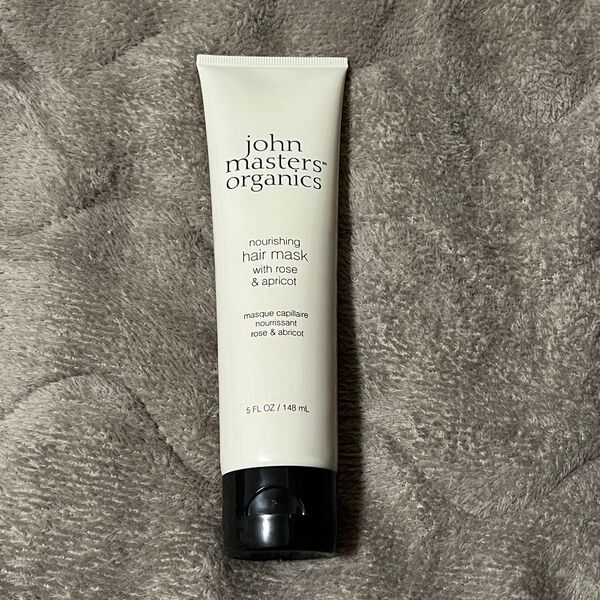 john
masters™
organics
nourishing
hair mask
with rose
& apricot
masque capillaire
nourrissant
rose & abricot
5 FL OZ / 148 mL